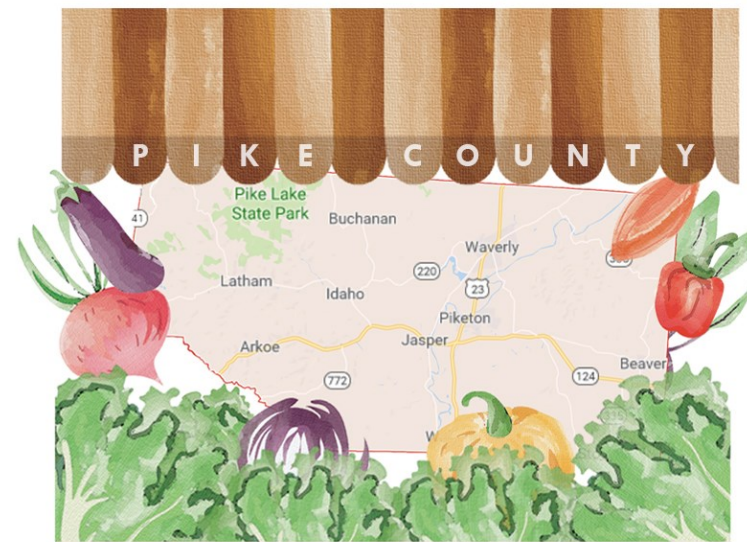 PIKE COUNTY
Pike Lake
State Park
41
Buchanan
Waverly
220
Latham
Idaho
23
Piketon
Jasper
Arkoe
Beaver
772
124